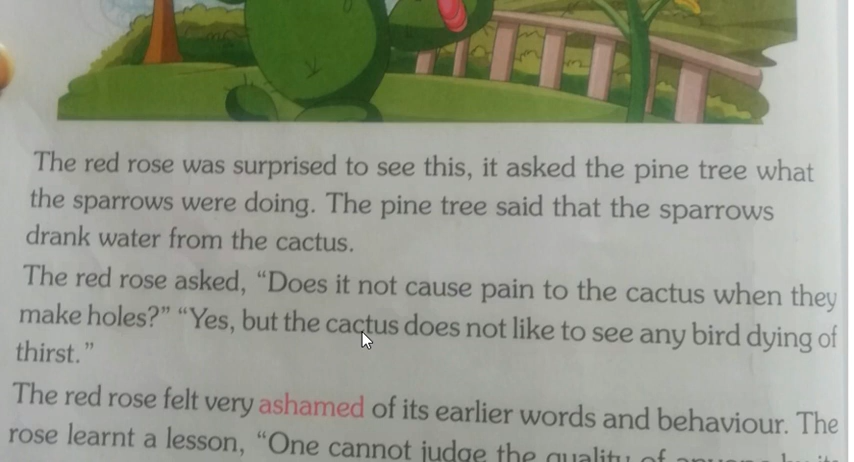 The red rose was surprised to see this, it asked the pine tree what
the sparrows were doing. The pine tree said that the sparrows
drank water from the cactus.
The red rose asked, “Does it not cause pain to the cactus when they
make holes?” “Yes, but the cactus does not like to see any bird dying of
thirst.”
The red rose felt very ashamed of its earlier words and behaviour. The
rose learnt a lesson, “One cannot judge the quality of